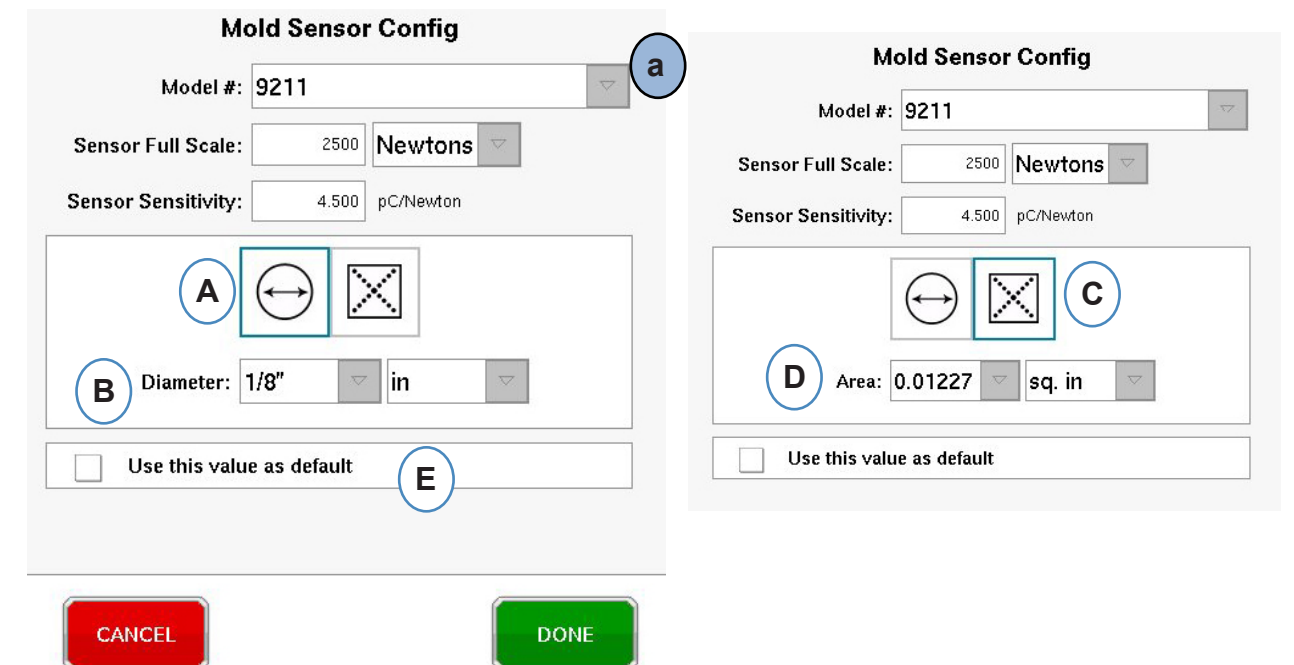 Mold Sensor Config
a
Model #: 9211
Sensor Full Scale: 2500 Newtons
Sensor Sensitivity: 4.500 pC/Newton
A
B Diameter: 1/8" in
Use this value as default
E
CANCEL DONE
Mold Sensor Config
Model #: 9211
Sensor Full Scale: 2500 Newtons
Sensor Sensitivity: 4.500 pC/Newton
C
D Area: 0.01227 sq. in
Use this value as default